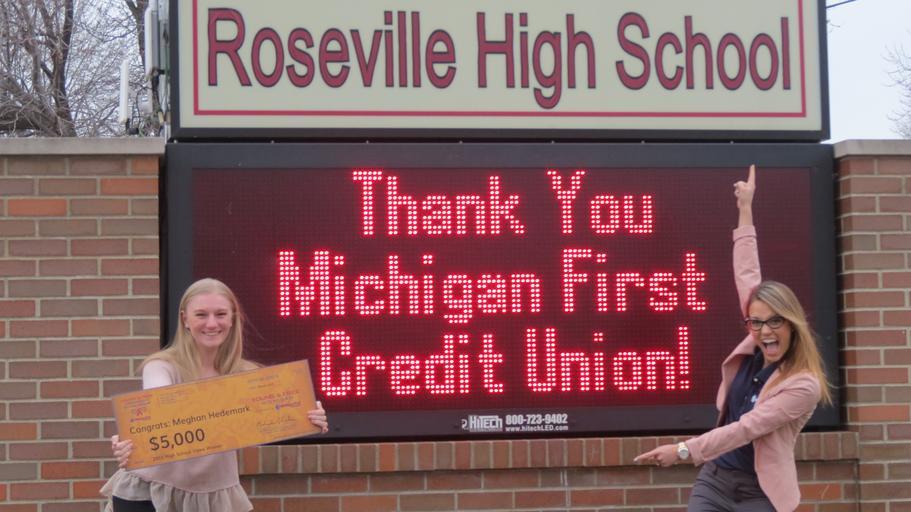 Roseville High School
Thank You
Michigan First
Credit Union!
HiTech 800-723-9402
www.hitechLED.com
Congrats: Meghan Hedemark
$5,000